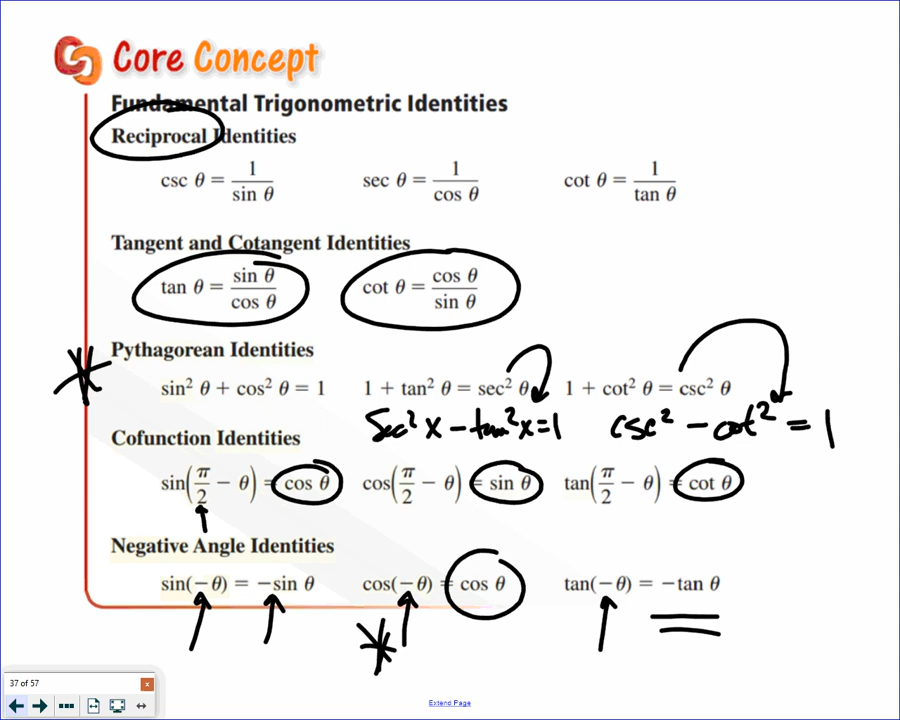 Core Concept
Fundamental Trigonometric Identities
Reciprocal Identities
csc θ = 1/sin θ sec θ = 1/cos θ cot θ = 1/tan θ
Tangent and Cotangent Identities
tan θ = sin θ/cos θ cot θ = cos θ/sin θ
Pythagorean Identities
sin² θ + cos² θ = 1 1 + tan² θ = sec² θ 1 + cot² θ = csc² θ
sec²x - tan²x = 1 csc² - cot² = 1
Cofunction Identities
sin(π/2 − θ) = cos θ cos(π/2 − θ) = sin θ tan(π/2 − θ) = cot θ
Negative Angle Identities
sin(−θ) = −sin θ cos(−θ) = cos θ tan(−θ) = −tan θ
37 of 57
Extend Page